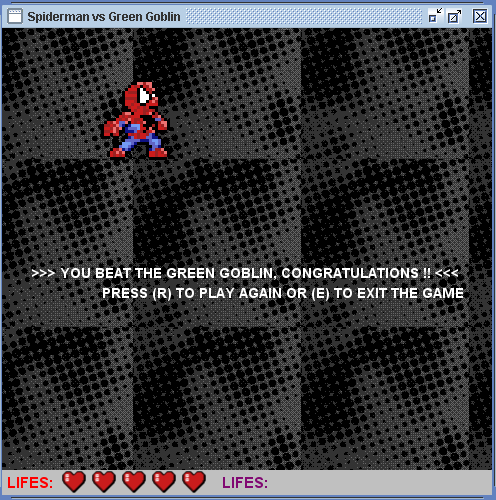 Spiderman vs Green Goblin
>>> YOU BEAT THE GREEN GOBLIN, CONGRATULATIONS !! <<<
PRESS (R) TO PLAY AGAIN OR (E) TO EXIT THE GAME
LIFES: LIFES: